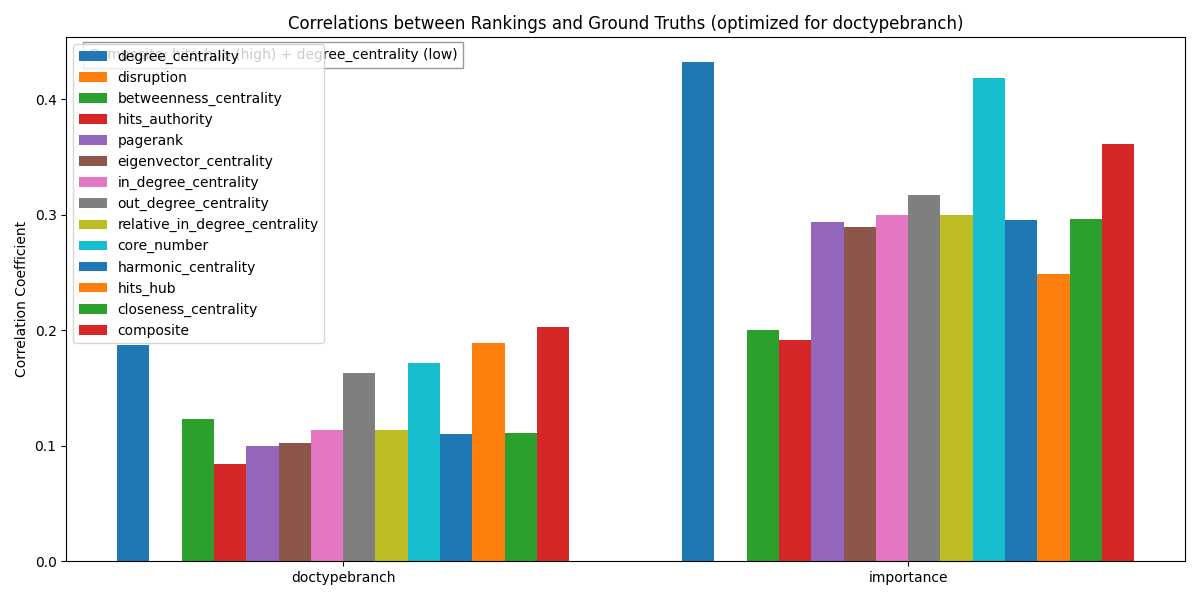 Correlations between Rankings and Ground Truths (optimized for doctypebranch)
Composite: hits_hub (high) + degree_centrality (low)
degree_centrality
disruption
betweenness_centrality
hits_authority
pagerank
eigenvector_centrality
in_degree_centrality
out_degree_centrality
relative_in_degree_centrality
core_number
harmonic_centrality
hits_hub
closeness_centrality
composite
Correlation Coefficient
0.4
0.3
0.2
0.1
0.0
doctypebranch
importance